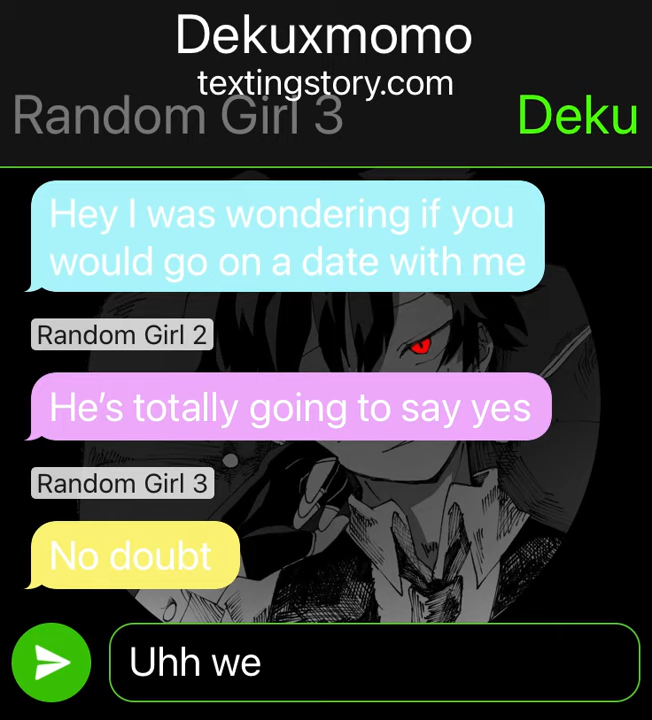 Dekuxmomo
textingstory.com
Random Girl 3
Deku
Hey I was wondering if you
would go on a date with me
Random Girl 2
He’s totally going to say yes
Random Girl 3
No doubt
Uhh we